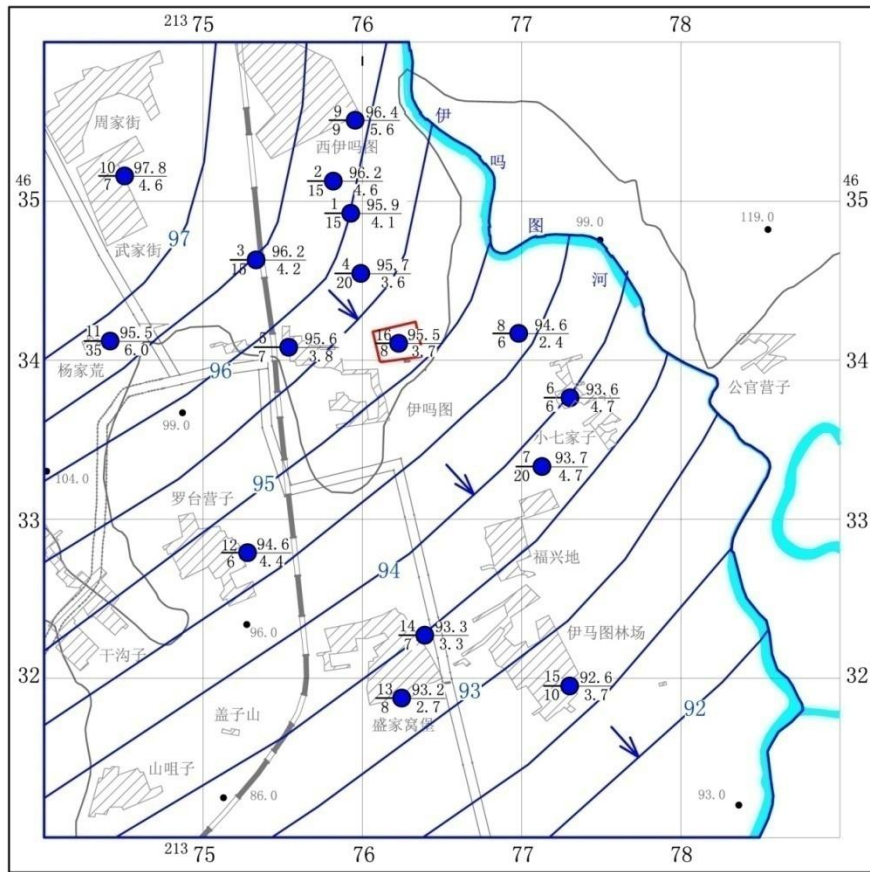 213 75 76 77 78
伊
吗
图
河
周家街
西伊吗图
9 96.4
9 5.6
46
35
10 97.8
7 4.6
2 96.2
15 4.6
46
35
1 95.9
15 4.1
武家街
97
3 96.2
15 4.2
4 95.7
20 3.6
99.0
119.0
11 95.5
35 6.0
5 95.6
7 3.8
16 95.5
8 3.7
8 94.6
6 2.4
34
34
杨家荒
96
99.0
伊吗图
6 93.6
6 4.7
公官营子
小七家子
7 93.7
20 4.7
104.0
95
罗台营子
33
33
12 94.6
6 4.4
94
福兴地
96.0
14 93.3
7 3.3
伊马图林场
干沟子
32
32
13 93.2
8 2.7
93
15 92.6
10 3.7
92
盖子山
盛家窝堡
山咀子
86.0
93.0
213 75 76 77 78